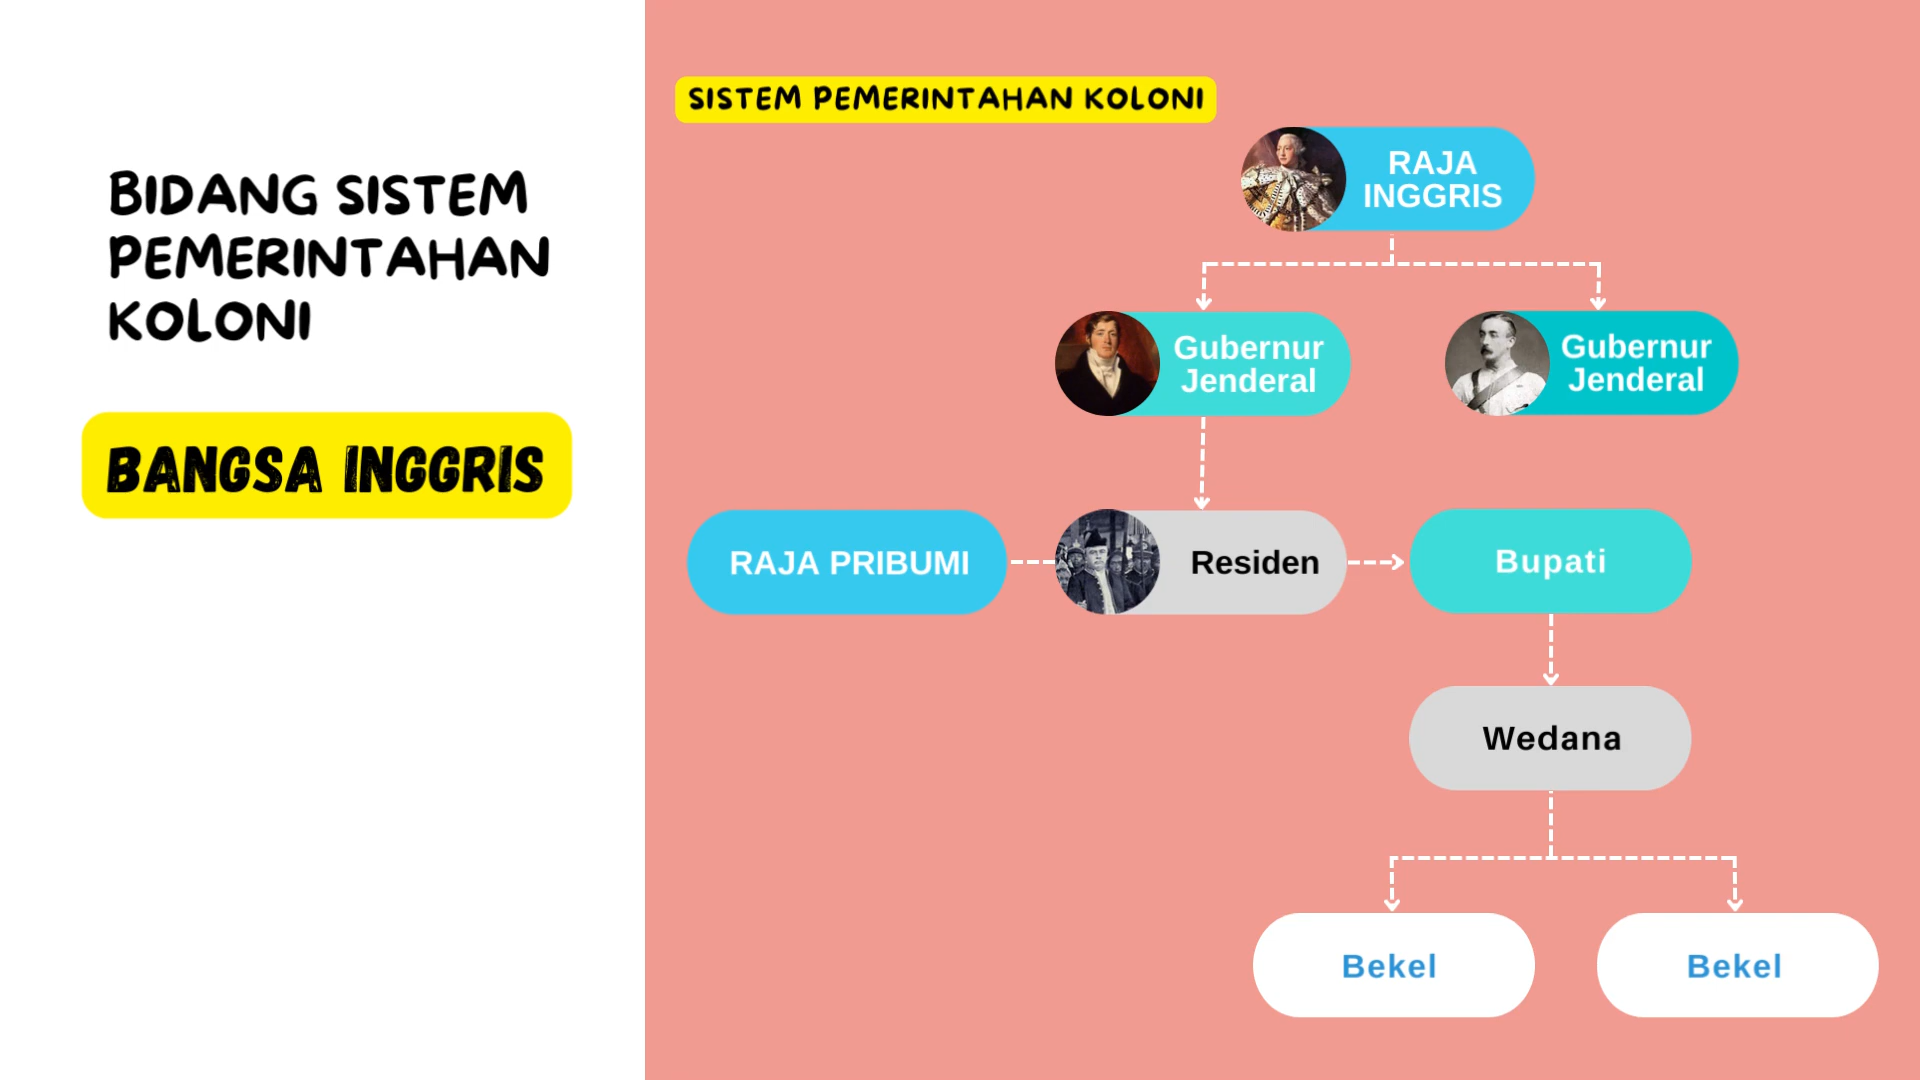 BIDANG SISTEM
PEMERINTAHAN
KOLONI
BANGSA INGGRIS
SISTEM PEMERINTAHAN KOLONI
RAJA
INGGRIS
Gubernur
Jenderal
Gubernur
Jenderal
RAJA PRIBUMI
Residen
Bupati
Wedana
Bekel
Bekel